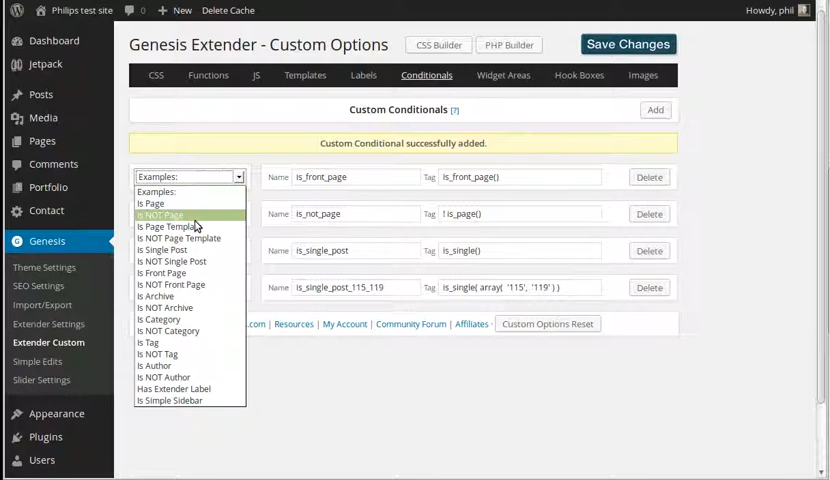 Philips test site 0 New Delete Cache Howdy, phil
Dashboard
Jetpack
Posts
Media
Pages
Comments
Portfolio
Contact
Genesis
Theme Settings
SEO Settings
Import/Export
Extender Settings
Extender Custom
Simple Edits
Slider Settings
Appearance
Plugins
Users
Genesis Extender - Custom Options CSS Builder PHP Builder Save Changes
CSS Functions JS Templates Labels Conditionals Widget Areas Hook Boxes Images
Custom Conditionals [?] Add
Custom Conditional successfully added.
Examples:
Examples:
Is Page
Is NOT Page
Is Page Template
Is NOT Page Template
Is Single Post
Is NOT Single Post
Is Front Page
Is NOT Front Page
Is Archive
Is NOT Archive
Is Category
Is NOT Category
Is Tag
Is NOT Tag
Is Author
Is NOT Author
Has Extender Label
Is Simple Sidebar
Name is_front_page Tag is_front_page() Delete
Name is_not_page Tag ! is_page() Delete
Name is_single_post Tag is_single() Delete
Name is_single_post_115_119 Tag is_single( array( '115', '119' ) ) Delete
.com | Resources | My Account | Community Forum | Affiliates · Custom Options Reset